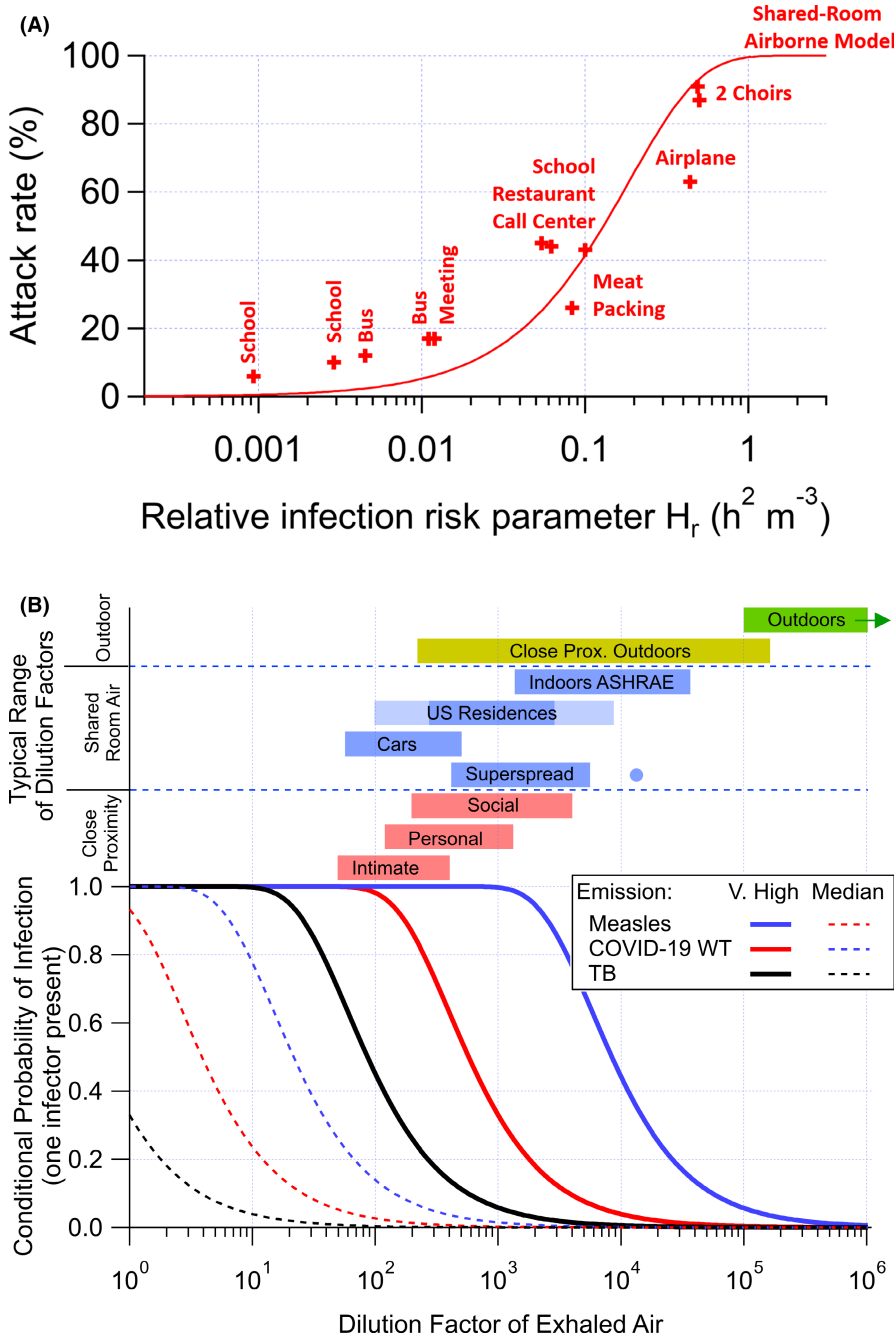 (A)
Shared-Room
Airborne Model
100
80
60
40
20
0
Attack rate (%)
2 Choirs
Airplane
School
Restaurant
Call Center
Meat
Packing
School
School
Bus
Bus
Meeting
0.001 0.01 0.1 1
Relative infection risk parameter Hr (h2 m-3)
(B)
Typical Range
of Dilution Factors
Outdoor
Shared
Room Air
Close
Proximity
Outdoors
Close Prox. Outdoors
Indoors ASHRAE
US Residences
Cars
Superspread
Social
Personal
Intimate
Conditional Probability of Infection
(one infector present)
1.0
0.8
0.6
0.4
0.2
0.0
Emission: V. High Median
Measles
COVID-19 WT
TB
10^0 10^1 10^2 10^3 10^4 10^5 10^6
Dilution Factor of Exhaled Air